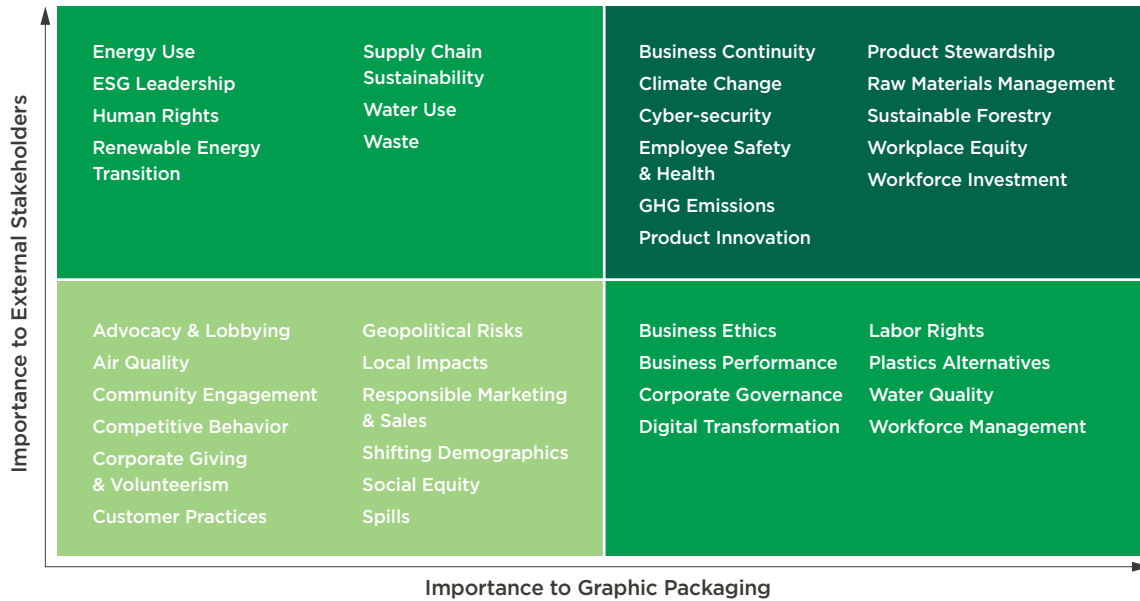 Importance to External Stakeholders
Energy Use
ESG Leadership
Human Rights
Renewable Energy
Transition
Supply Chain
Sustainability
Water Use
Waste
Business Continuity
Climate Change
Cyber-security
Employee Safety
& Health
GHG Emissions
Product Innovation
Product Stewardship
Raw Materials Management
Sustainable Forestry
Workplace Equity
Workforce Investment
Advocacy & Lobbying
Air Quality
Community Engagement
Competitive Behavior
Corporate Giving
& Volunteerism
Customer Practices
Geopolitical Risks
Local Impacts
Responsible Marketing
& Sales
Shifting Demographics
Social Equity
Spills
Business Ethics
Business Performance
Corporate Governance
Digital Transformation
Labor Rights
Plastics Alternatives
Water Quality
Workforce Management
Importance to Graphic Packaging